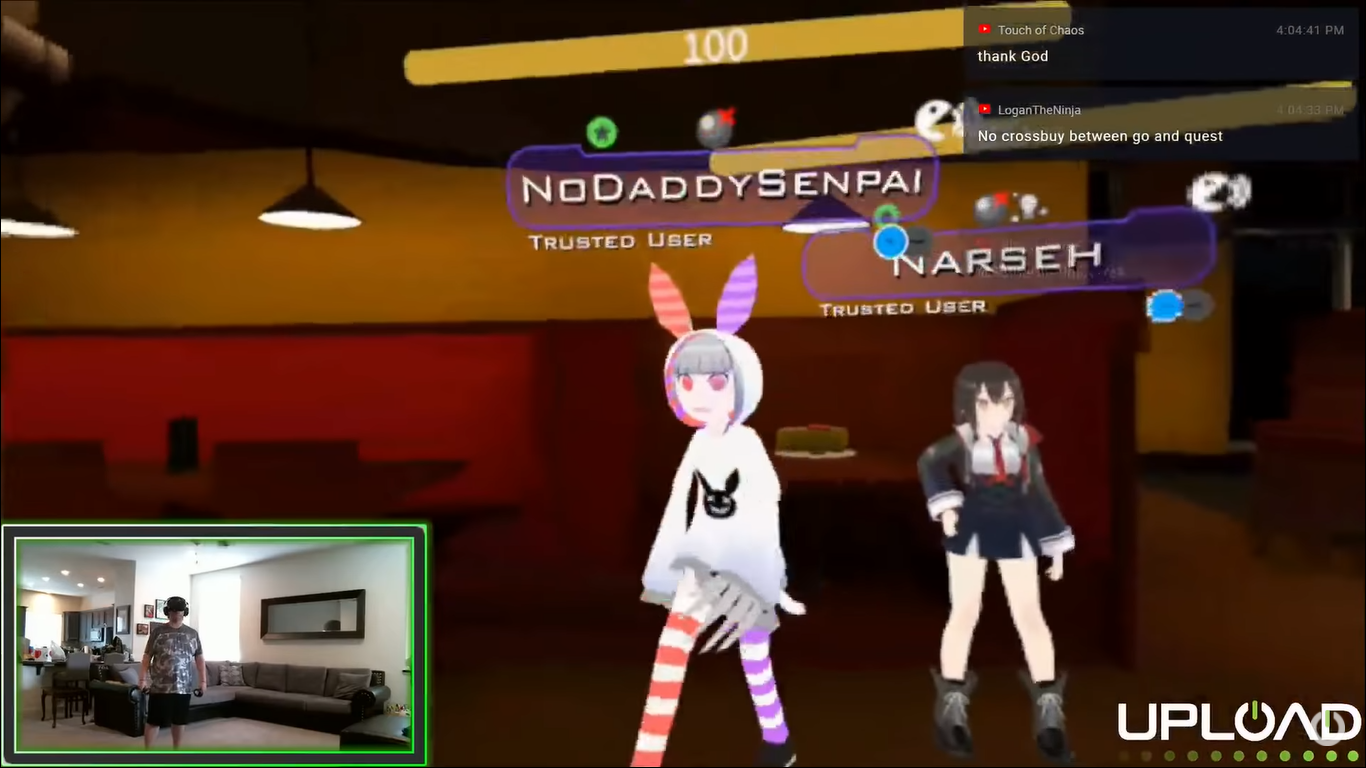 100
Touch of Chaos 4:04:41 PM
thank God
LoganTheNinja 4:04:33 PM
No crossbuy between go and quest
NoDaddySenpai
Trusted User
Narseh
Trusted User
UPLOAD